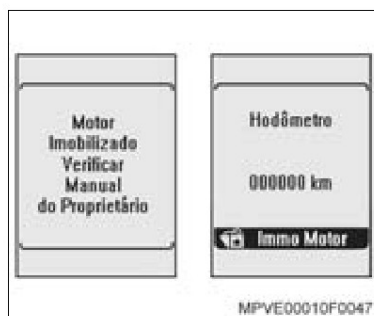 Motor
Imobilizado
Verificar
Manual
do Proprietário
Hodômetro
000000 km
Immo Motor
MPVE00010F0047